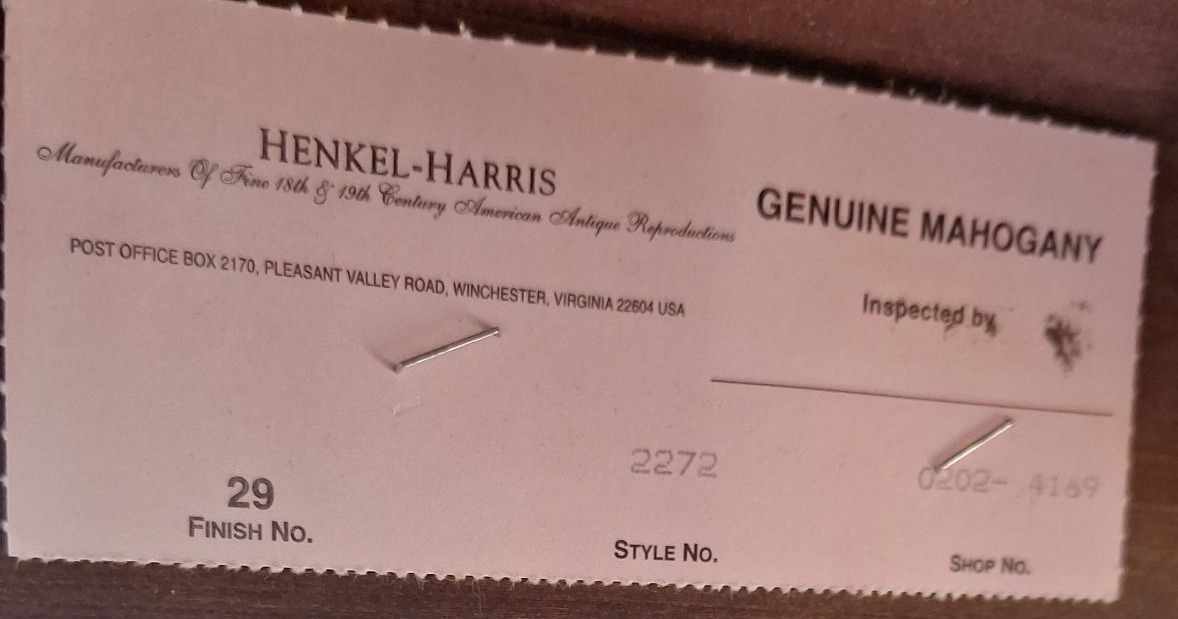 HENKEL-HARRIS
Manufacturers Of Fine 18th & 19th Century American Antique Reproductions
POST OFFICE BOX 2170, PLEASANT VALLEY ROAD, WINCHESTER, VIRGINIA 22604 USA
GENUINE MAHOGANY
Inspected by
29
FINISH NO.
2272
STYLE NO.
0202- 4169
SHOP NO.